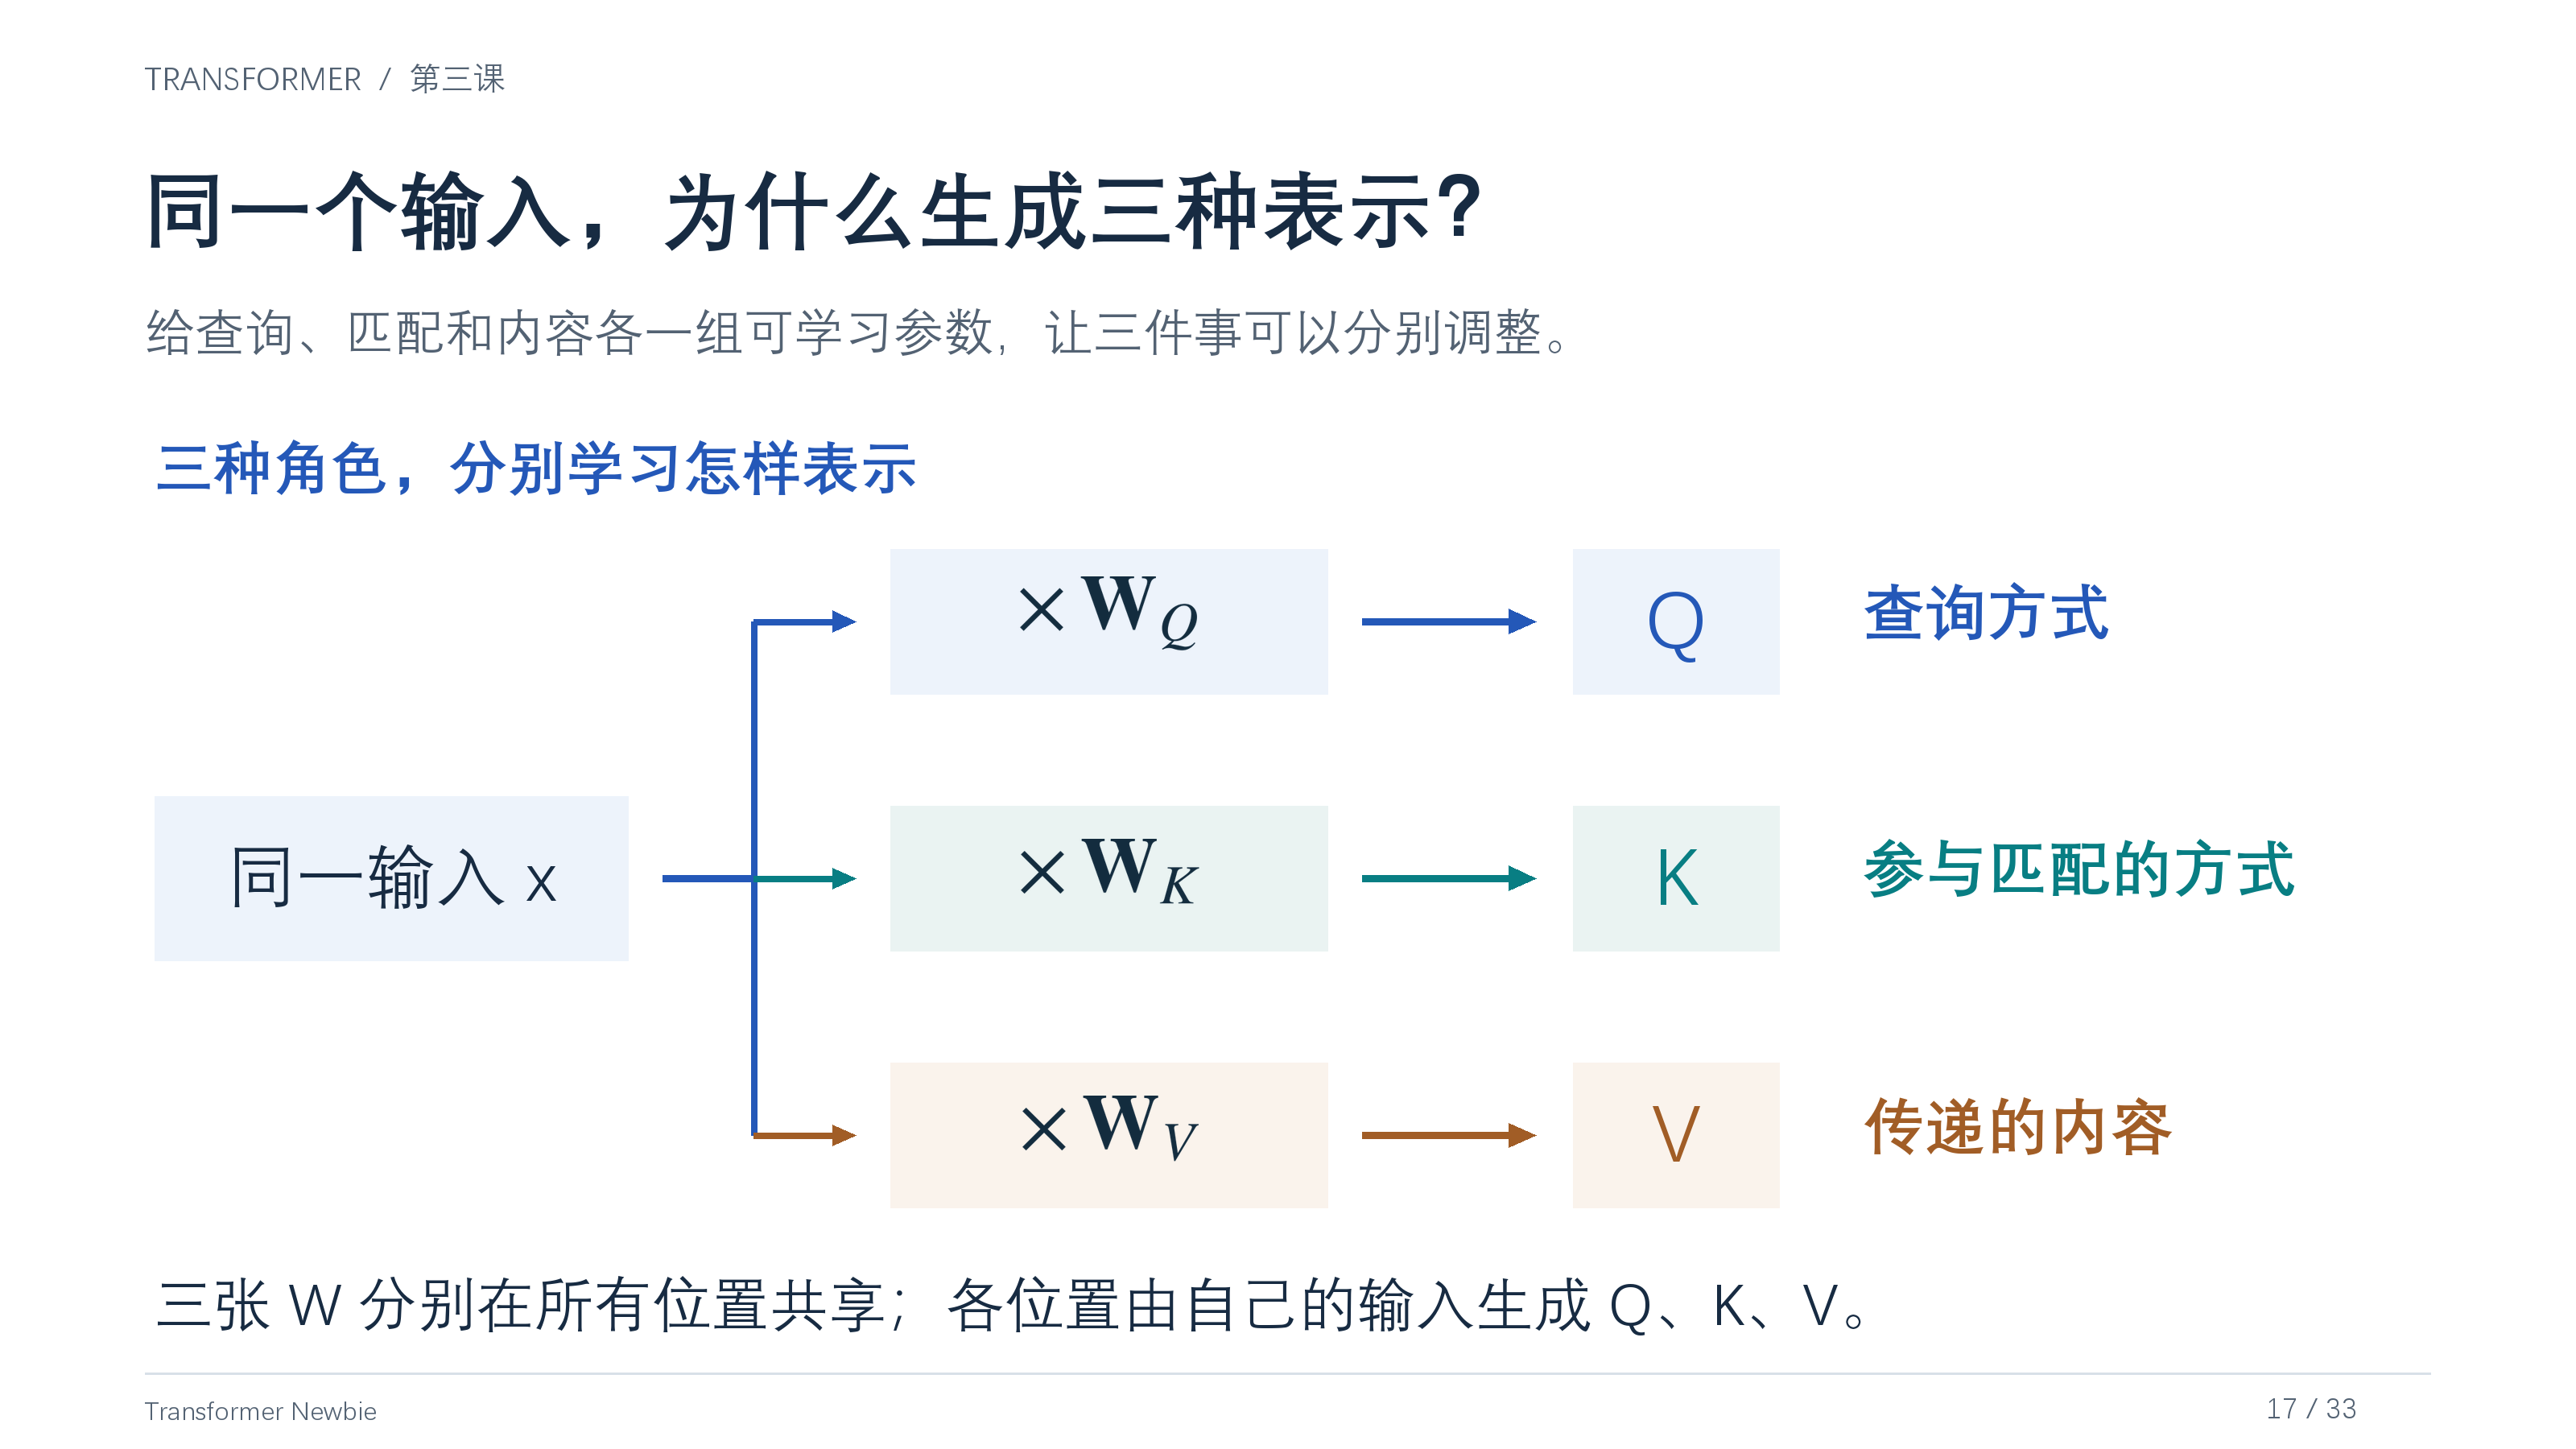 TRANSFORMER / 第三课
同一个输入，为什么生成三种表示？
给查询、匹配和内容各一组可学习参数，让三件事可以分别调整。
三种角色，分别学习怎样表示
× W_Q
Q
查询方式
同一输入 x
× W_K
K
参与匹配的方式
× W_V
V
传递的内容
三张 W 分别在所有位置共享；各位置由自己的输入生成 Q、K、V。
Transformer Newbie
17 / 33